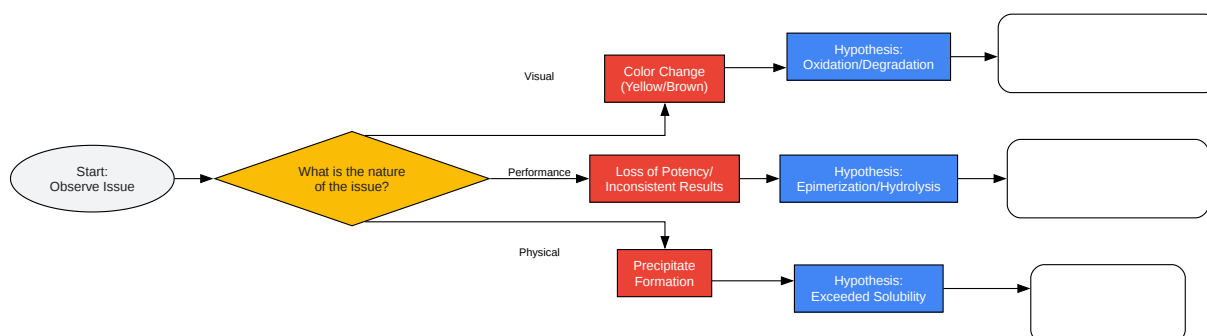 Start:
Observe Issue
What is the nature
of the issue?
Visual
Color Change
(Yellow/Brown)
Hypothesis:
Oxidation/Degradation
Performance
Loss of Potency/
Inconsistent Results
Hypothesis:
Epimerization/Hydrolysis
Physical
Precipitate
Formation
Hypothesis:
Exceeded Solubility